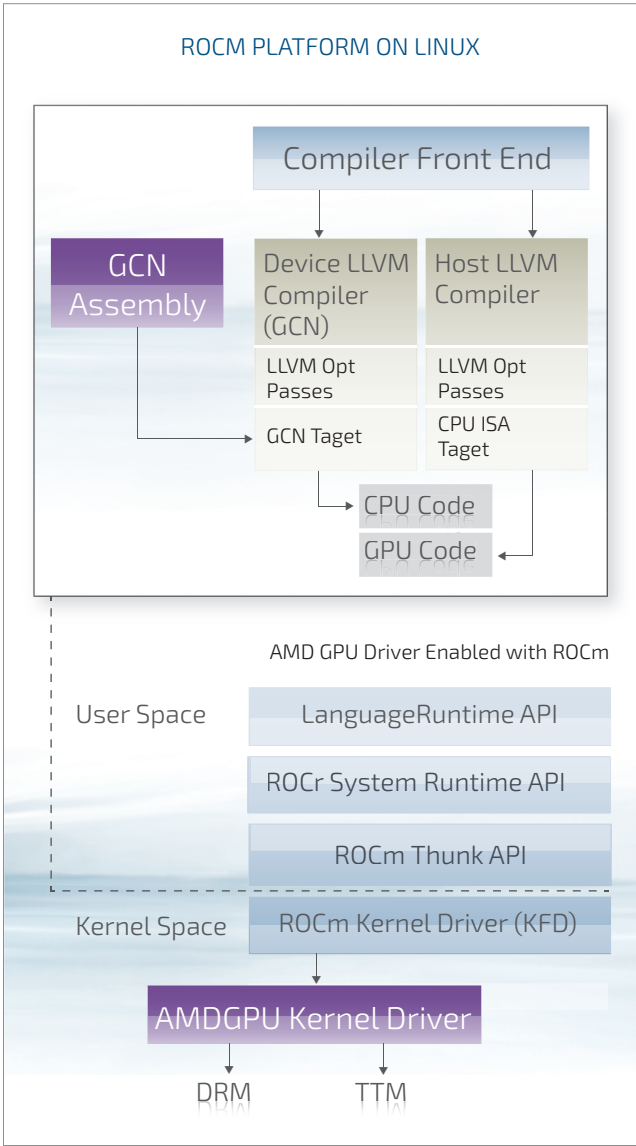 ROCM PLATFORM ON LINUX
Compiler Front End
GCN
Assembly
Device LLVM
Compiler
(GCN)
Host LLVM
Compiler
LLVM Opt
Passes
LLVM Opt
Passes
GCN Taget
CPU ISA
Taget
CPU Code
GPU Code
AMD GPU Driver Enabled with ROCm
User Space
LanguageRuntime API
ROCr System Runtime API
ROCm Thunk API
Kernel Space
ROCm Kernel Driver (KFD)
AMDGPU Kernel Driver
DRM
TTM